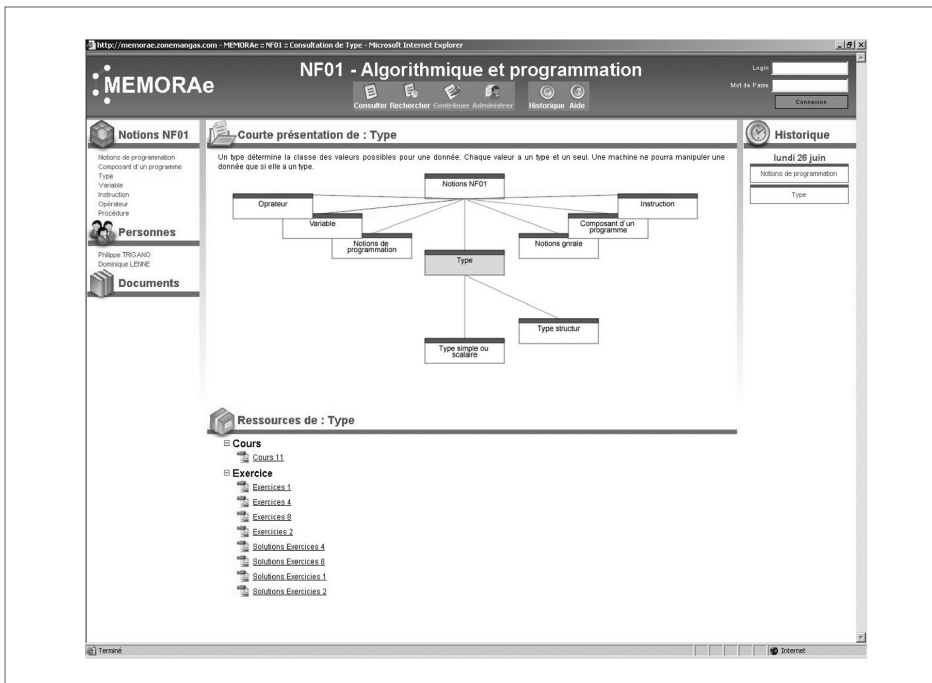 http://memorae.zonemangas.com - MEMORAe :: NF01 :: Consultation de Type - Microsoft Internet Explorer
MEMORAe
NF01 - Algorithmique et programmation
Consulter Rechercher Contribuer Administrer Historique Aide
Login
Mot de Passe
Connexion
Notions NF01
Notions de programmation
Composant d'un programme
Type
Variable
Instruction
Opérateur
Procédure
Personnes
Philippe TRIGANO
Dominique LENNE
Documents
Courte présentation de : Type
Un type détermine la classe des valeurs possibles pour une donnée. Chaque valeur a un type et un seul. Une machine ne pourra manipuler une
donnée que si elle a un type.
Notions NF01
Oprateur
Instruction
Variable
Composant d'un
programme
Notions de
programmation
Notions gnrale
Type
Type structur
Type simple ou
scalaire
Ressources de : Type
Cours
Cours 11
Exercice
Exercices 1
Exercices 4
Exercices 8
Exercicies 2
Solutions Exercices 4
Solutions Exercices 8
Solutions Exercicies 1
Solutions Exercicies 2
Historique
lundi 26 juin
Notions de programmation
Type
Terminé
Internet